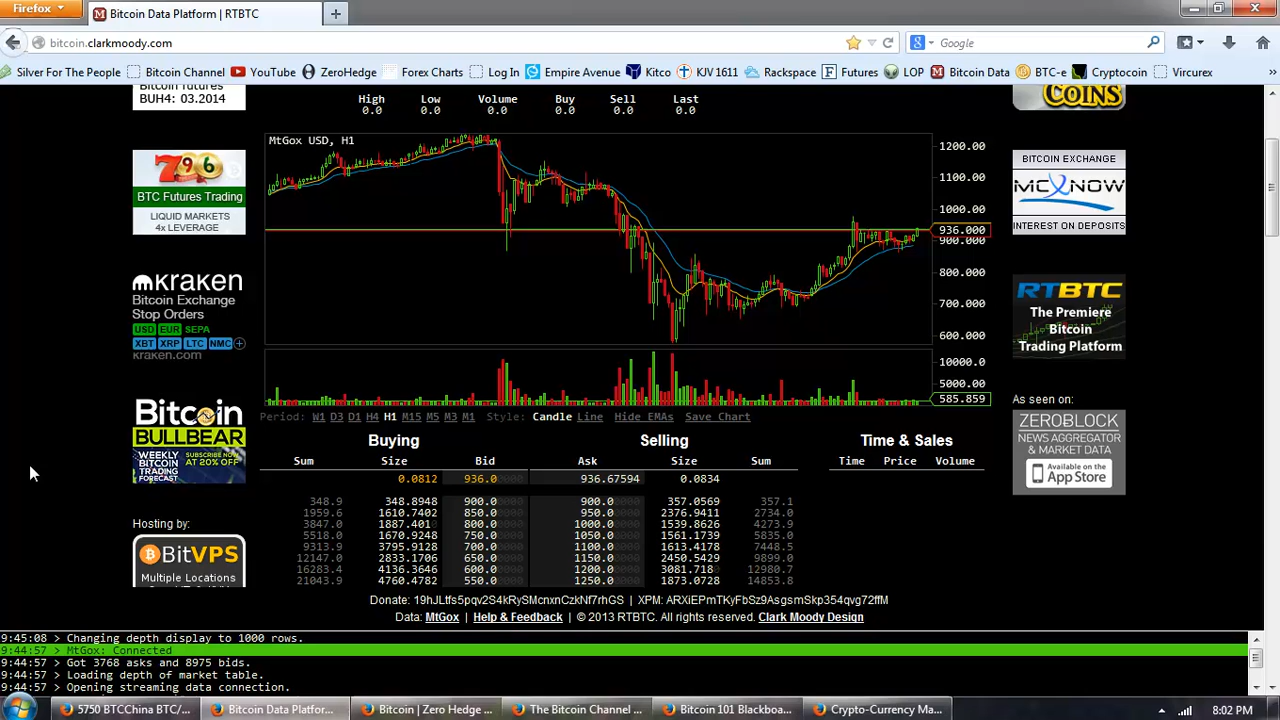 Firefox
Bitcoin Data Platform | RTBTC
bitcoin.clarkmoody.com
Google
Silver For The People
Bitcoin Channel
YouTube
ZeroHedge
Forex Charts
Log In
Empire Avenue
Kitco
KJV 1611
Rackspace
Futures
LOP
Bitcoin Data
BTC-e
Cryptocoin
Vircurex
Bitcoin futures
BUH4: 03.2014
796
BTC Futures Trading
LIQUID MARKETS
4x LEVERAGE
kraken
Bitcoin Exchange
Stop Orders
USD EUR SEPA
XBT XRP LTC NMC
kraken.com
Bitcoin
BULLBEAR
WEEKLY BITCOIN TRADING FORECAST
SUBSCRIBE NOW AT 20% OFF
Hosting by:
BitVPS
Multiple Locations
High Low Volume Buy Sell Last
0.0 0.0 0.0 0.0 0.0 0.0
MtGox USD, H1
1200.00
1100.00
1000.00
936.000
900.000
800.000
700.000
600.000
10000.0
5000.00
585.859
Period: W1 D3 D1 H4 H1 M15 M5 M3 M1 Style: Candle Line Hide EMAs Save Chart
Buying Selling Time & Sales
Sum Size Bid Ask Size Sum Time Price Volume
0.0812 936.0 936.67594 0.0834
348.9 348.8948 900.0 900.0 357.0569 357.1
1959.6 1610.7402 850.0 950.0 2376.9411 2734.0
3847.0 1887.401 800.0 1000.0 1539.8626 4273.9
5518.0 1670.9248 750.0 1050.0 1561.1739 5835.0
9313.9 3795.9128 700.0 1100.0 1613.4178 7448.5
12147.0 2833.1706 650.0 1150.0 2450.5429 9899.0
16283.4 4136.3646 600.0 1200.0 3081.718 12980.7
21043.9 4760.4782 550.0 1250.0 1873.0728 14853.8
COINS
BITCOIN EXCHANGE
MCXNOW
INTEREST ON DEPOSITS
RTBTC
The Premiere
Bitcoin
Trading Platform
As seen on:
ZEROBLOCK
NEWS AGGREGATOR
& MARKET DATA
Available on the
App Store
Donate: 19hJLtfs5pqv2S4kRySMcnxnCzkNf7rhGS | XPM: ARXiEPmTKyFbSz9AsgsmSkp354qvg72ffM
Data: MtGox | Help & Feedback | © 2013 RTBTC. All rights reserved. Clark Moody Design
9:45:08 > Changing depth display to 1000 rows.
9:44:57 > MtGox: Connected
9:44:57 > Got 3768 asks and 8975 bids.
9:44:57 > Loading depth of market table.
9:44:57 > Opening streaming data connection.
5750 BTCChina BTC/...
Bitcoin Data Platfor...
Bitcoin | Zero Hedge ...
The Bitcoin Channel ...
Bitcoin 101 Blackboa...
Crypto-Currency Ma...
8:02 PM